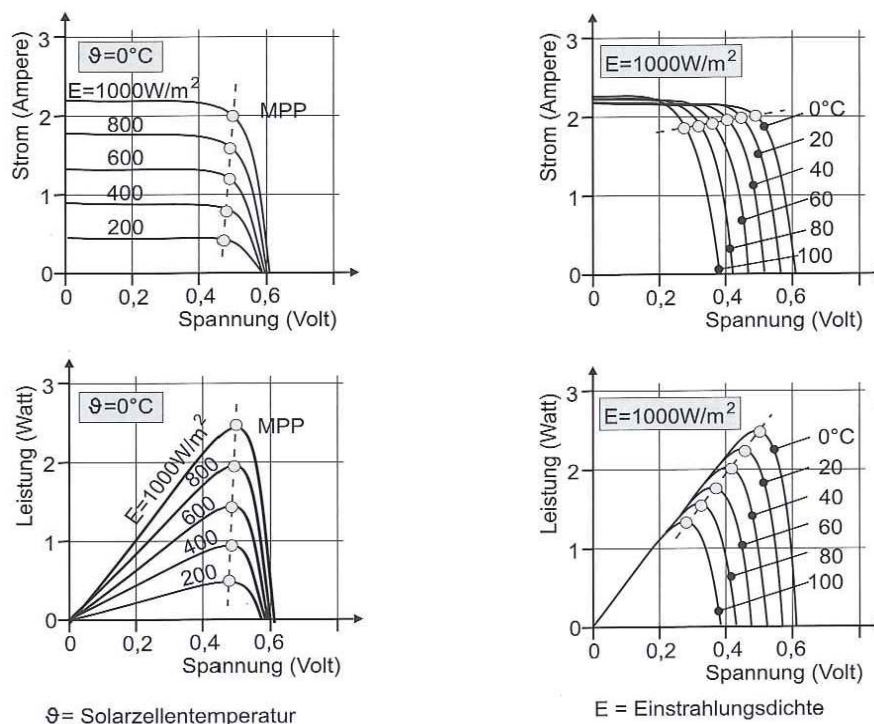 Strom (Ampere)
3
2
1
0
ϑ=0°C
E=1000W/m²
800
600
400
200
MPP
0
0,2
0,4
0,6
Spannung (Volt)
Strom (Ampere)
3
2
1
0
E=1000W/m²
0°C
20
40
60
80
100
0
0,2
0,4
0,6
Spannung (Volt)
Leistung (Watt)
3
2
1
0
ϑ=0°C
E=1000W/m²
800
600
400
200
MPP
0
0,2
0,4
0,6
Spannung (Volt)
Leistung (Watt)
3
2
1
0
E=1000W/m²
0°C
20
40
60
80
100
0
0,2
0,4
0,6
Spannung (Volt)
ϑ= Solarzellentemperatur
E = Einstrahlungsdichte